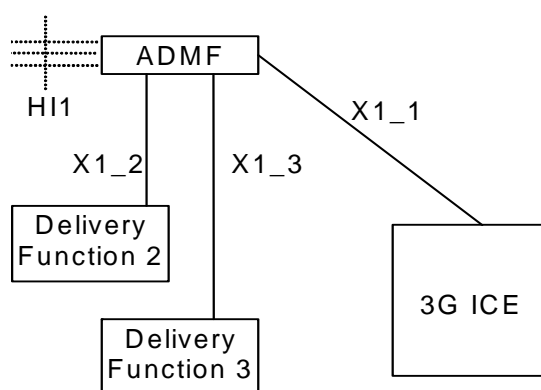 ADMF
HI1
X1_1
X1_2
X1_3
Delivery
Function 2
3G ICE
Delivery
Function 3